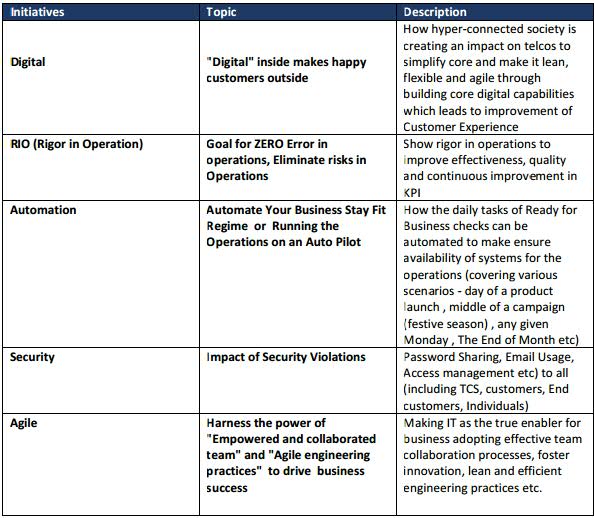 Initiatives
Topic
Description
Digital
"Digital" inside makes happy
customers outside
How hyper-connected society is
creating an impact on telcos to
simplify core and make it lean,
flexible and agile through
building core digital capabilities
which leads to improvement of
Customer Experience
RIO (Rigor in Operation)
Goal for ZERO Error in
operations, Eliminate risks in
Operations
Show rigor in operations to
improve effectiveness, quality
and continuous improvement in
KPI
Automation
Automate Your Business Stay Fit
Regime or Running the
Operations on an Auto Pilot
How the daily tasks of Ready for
Business checks can be
automated to make ensure
availability of systems for the
operations (covering various
scenarios - day of a product
launch , middle of a campaign
(festive season) , any given
Monday , The End of Month etc)
Security
Impact of Security Violations
Password Sharing, Email Usage,
Access management etc) to all
(including TCS, customers, End
customers, Individuals)
Agile
Harness the power of
"Empowered and collaborated
team" and "Agile engineering
practices" to drive business
success
Making IT as the true enabler for
business adopting effective team
collaboration processes, foster
innovation, lean and efficient
engineering practices etc.